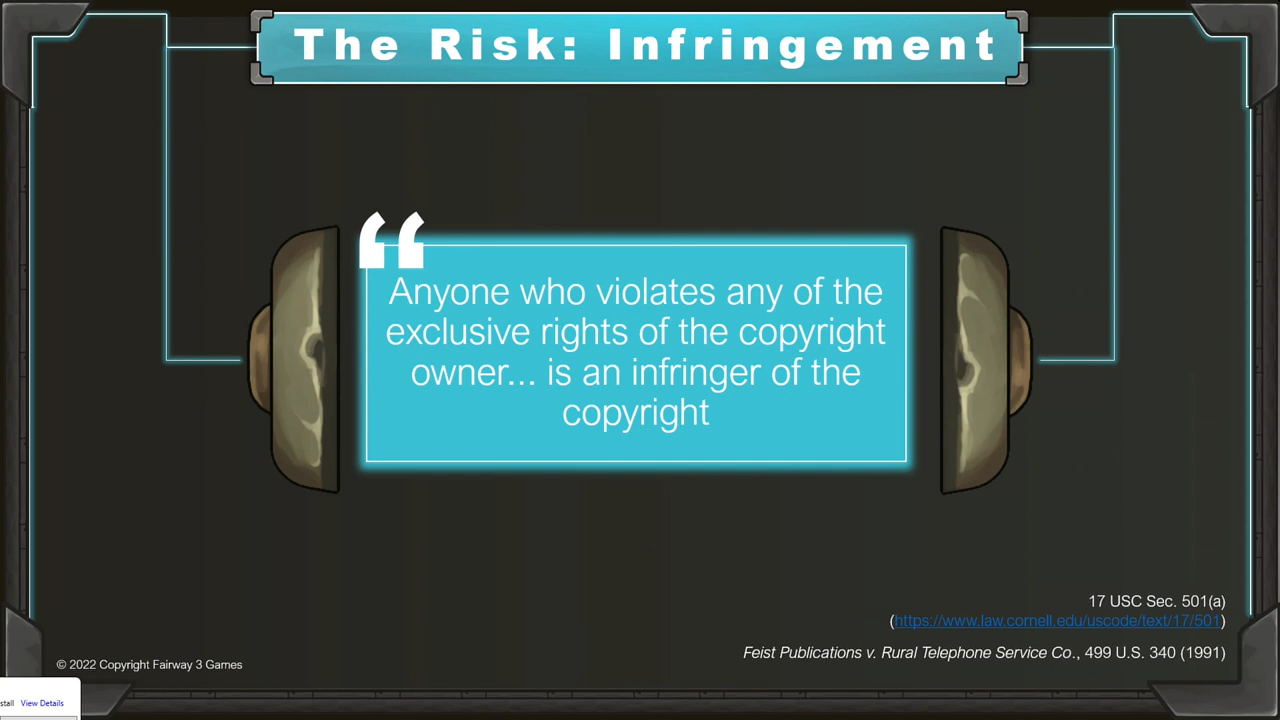 The Risk: Infringement
“
Anyone who violates any of the
exclusive rights of the copyright
owner... is an infringer of the
copyright
17 USC Sec. 501(a)
(https://www.law.cornell.edu/uscode/text/17/501)
Feist Publications v. Rural Telephone Service Co., 499 U.S. 340 (1991)
© 2022 Copyright Fairway 3 Games
stall View Details